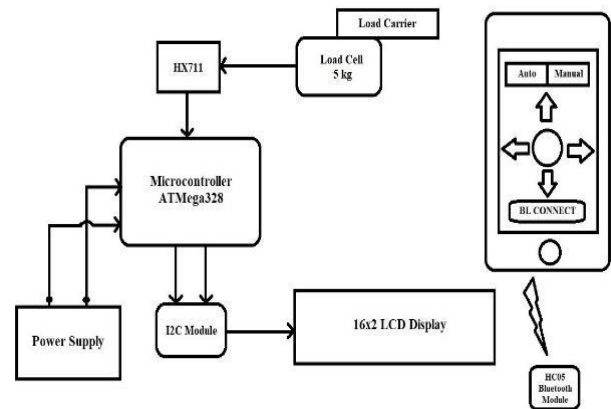 Load Carrier
HX711
Load Cell
5 kg
Auto
Manual
Microcontroller
ATMega328
BL CONNECT
Power Supply
I2C Module
16x2 LCD Display
HC05
Bluetooth
Module